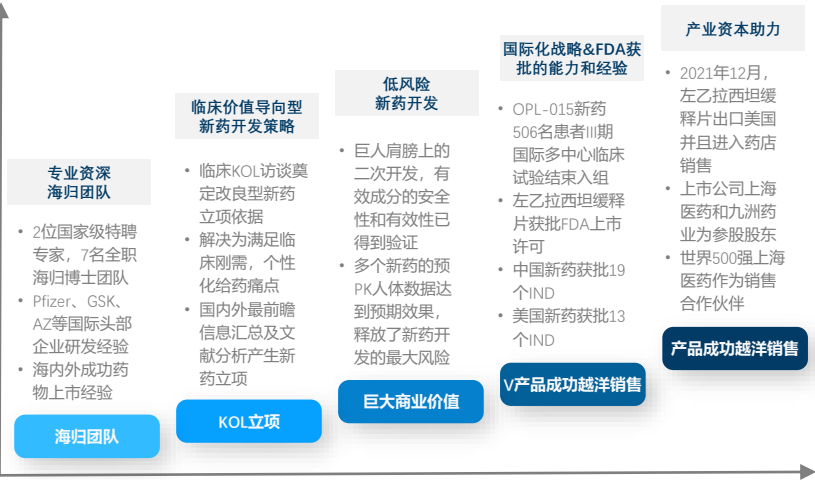 专业资深
海归团队
• 2位国家级特聘
专家，7名全职
海归博士团队
• Pfizer、GSK、
AZ等国际头部
企业研发经验
• 海内外成功药
物上市经验
海归团队
临床价值导向型
新药开发策略
• 临床KOL访谈奠
定改良型新药
立项依据
• 解决为满足临
床刚需，个性
化给药痛点
• 国内外最前瞻
信息汇总及文
献分析产生新
药立项
KOL立项
低风险
新药开发
• 巨人肩膀上的
二次开发，有
效成分的安全
性和有效性已
得到验证
• 多个新药的预
PK人体数据达
到预期效果，
释放了新药开
发的最大风险
巨大商业价值
国际化战略&FDA获
批的能力和经验
• OPL-015新药
506名患者III期
国际多中心临床
试验结束入组
• 左乙拉西坦缓释
片获批FDA上市
许可
• 中国新药获批19
个IND
• 美国新药获批13
个IND
V产品成功越洋销售
产业资本助力
• 2021年12月，
左乙拉西坦缓
释片出口美国
并且进入药店
销售
• 上市公司上海
医药和九洲药
业为参股股东
• 世界500强上海
医药作为销售
合作伙伴
产品成功越洋销售